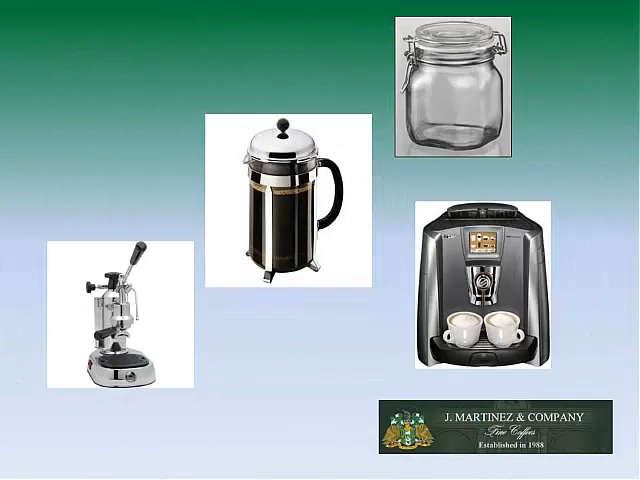 J. MARTINEZ & COMPANY
Fine Coffees
Established in 1988